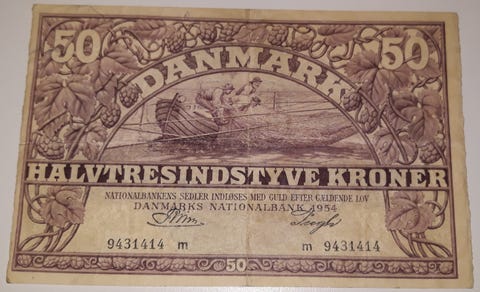 50 50
DANMARK
HALVTRESINDSTYVE KRONER
NATIONALBANKENS SEDLER INDLØSES MED GULD EFTER GÆLDENDE LOV
DANMARKS NATIONALBANK 1954
9431414 m m 9431414
50